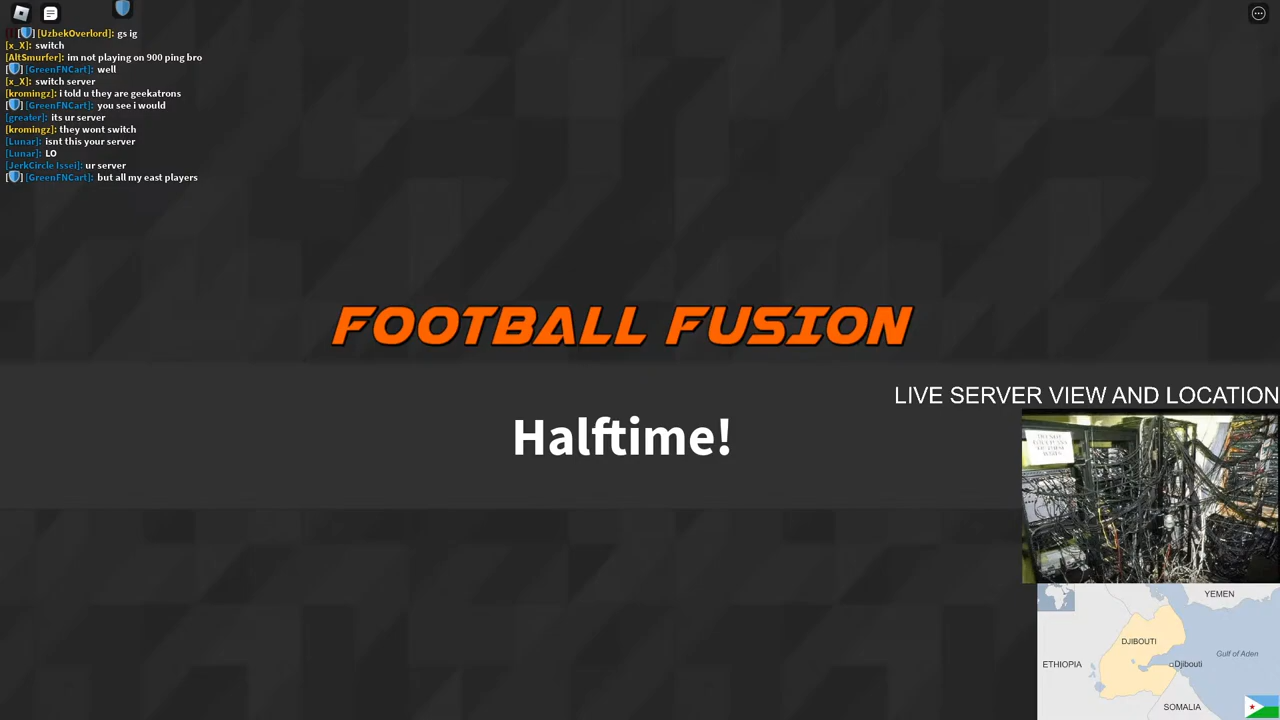 [UzbekOverlord]: gs ig
[x_X]: switch
[AltSmurfer]: im not playing on 900 ping bro
[GreenFNCart]: well
[x_X]: switch server
[kromingz]: i told u they are geekatrons
[GreenFNCart]: you see i would
[greater]: its ur server
[kromingz]: they wont switch
[Lunar]: isnt this your server
[Lunar]: LO
[JerkCircle Issei]: ur server
[GreenFNCart]: but all my east players
FOOTBALL FUSION
Halftime!
LIVE SERVER VIEW AND LOCATION
YEMEN
DJIBOUTI
Gulf of Aden
ETHIOPIA
Djibouti
SOMALIA